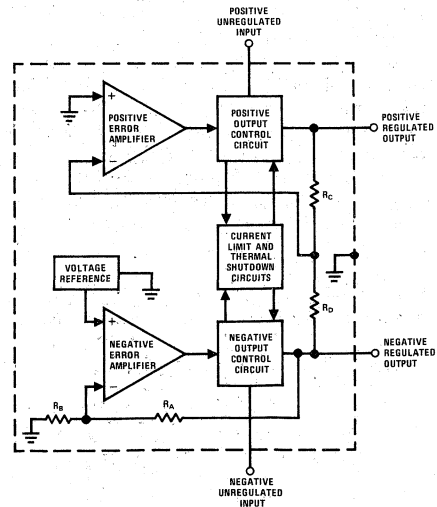 POSITIVE
UNREGULATED
INPUT
+
POSITIVE
ERROR
AMPLIFIER
−
POSITIVE
OUTPUT
CONTROL
CIRCUIT
POSITIVE
REGULATED
OUTPUT
RC
CURRENT
LIMIT AND
THERMAL
SHUTDOWN
CIRCUITS
VOLTAGE
REFERENCE
RD
+
NEGATIVE
ERROR
AMPLIFIER
−
NEGATIVE
OUTPUT
CONTROL
CIRCUIT
NEGATIVE
REGULATED
OUTPUT
RB
RA
NEGATIVE
UNREGULATED
INPUT